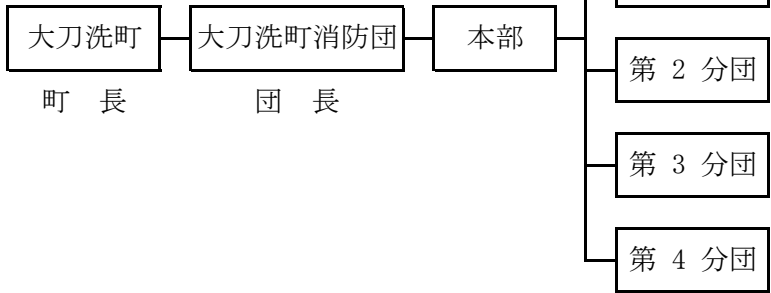 大刀洗町
大刀洗町消防団
本部
町 長
団 長
第 2 分団
第 3 分団
第 4 分団